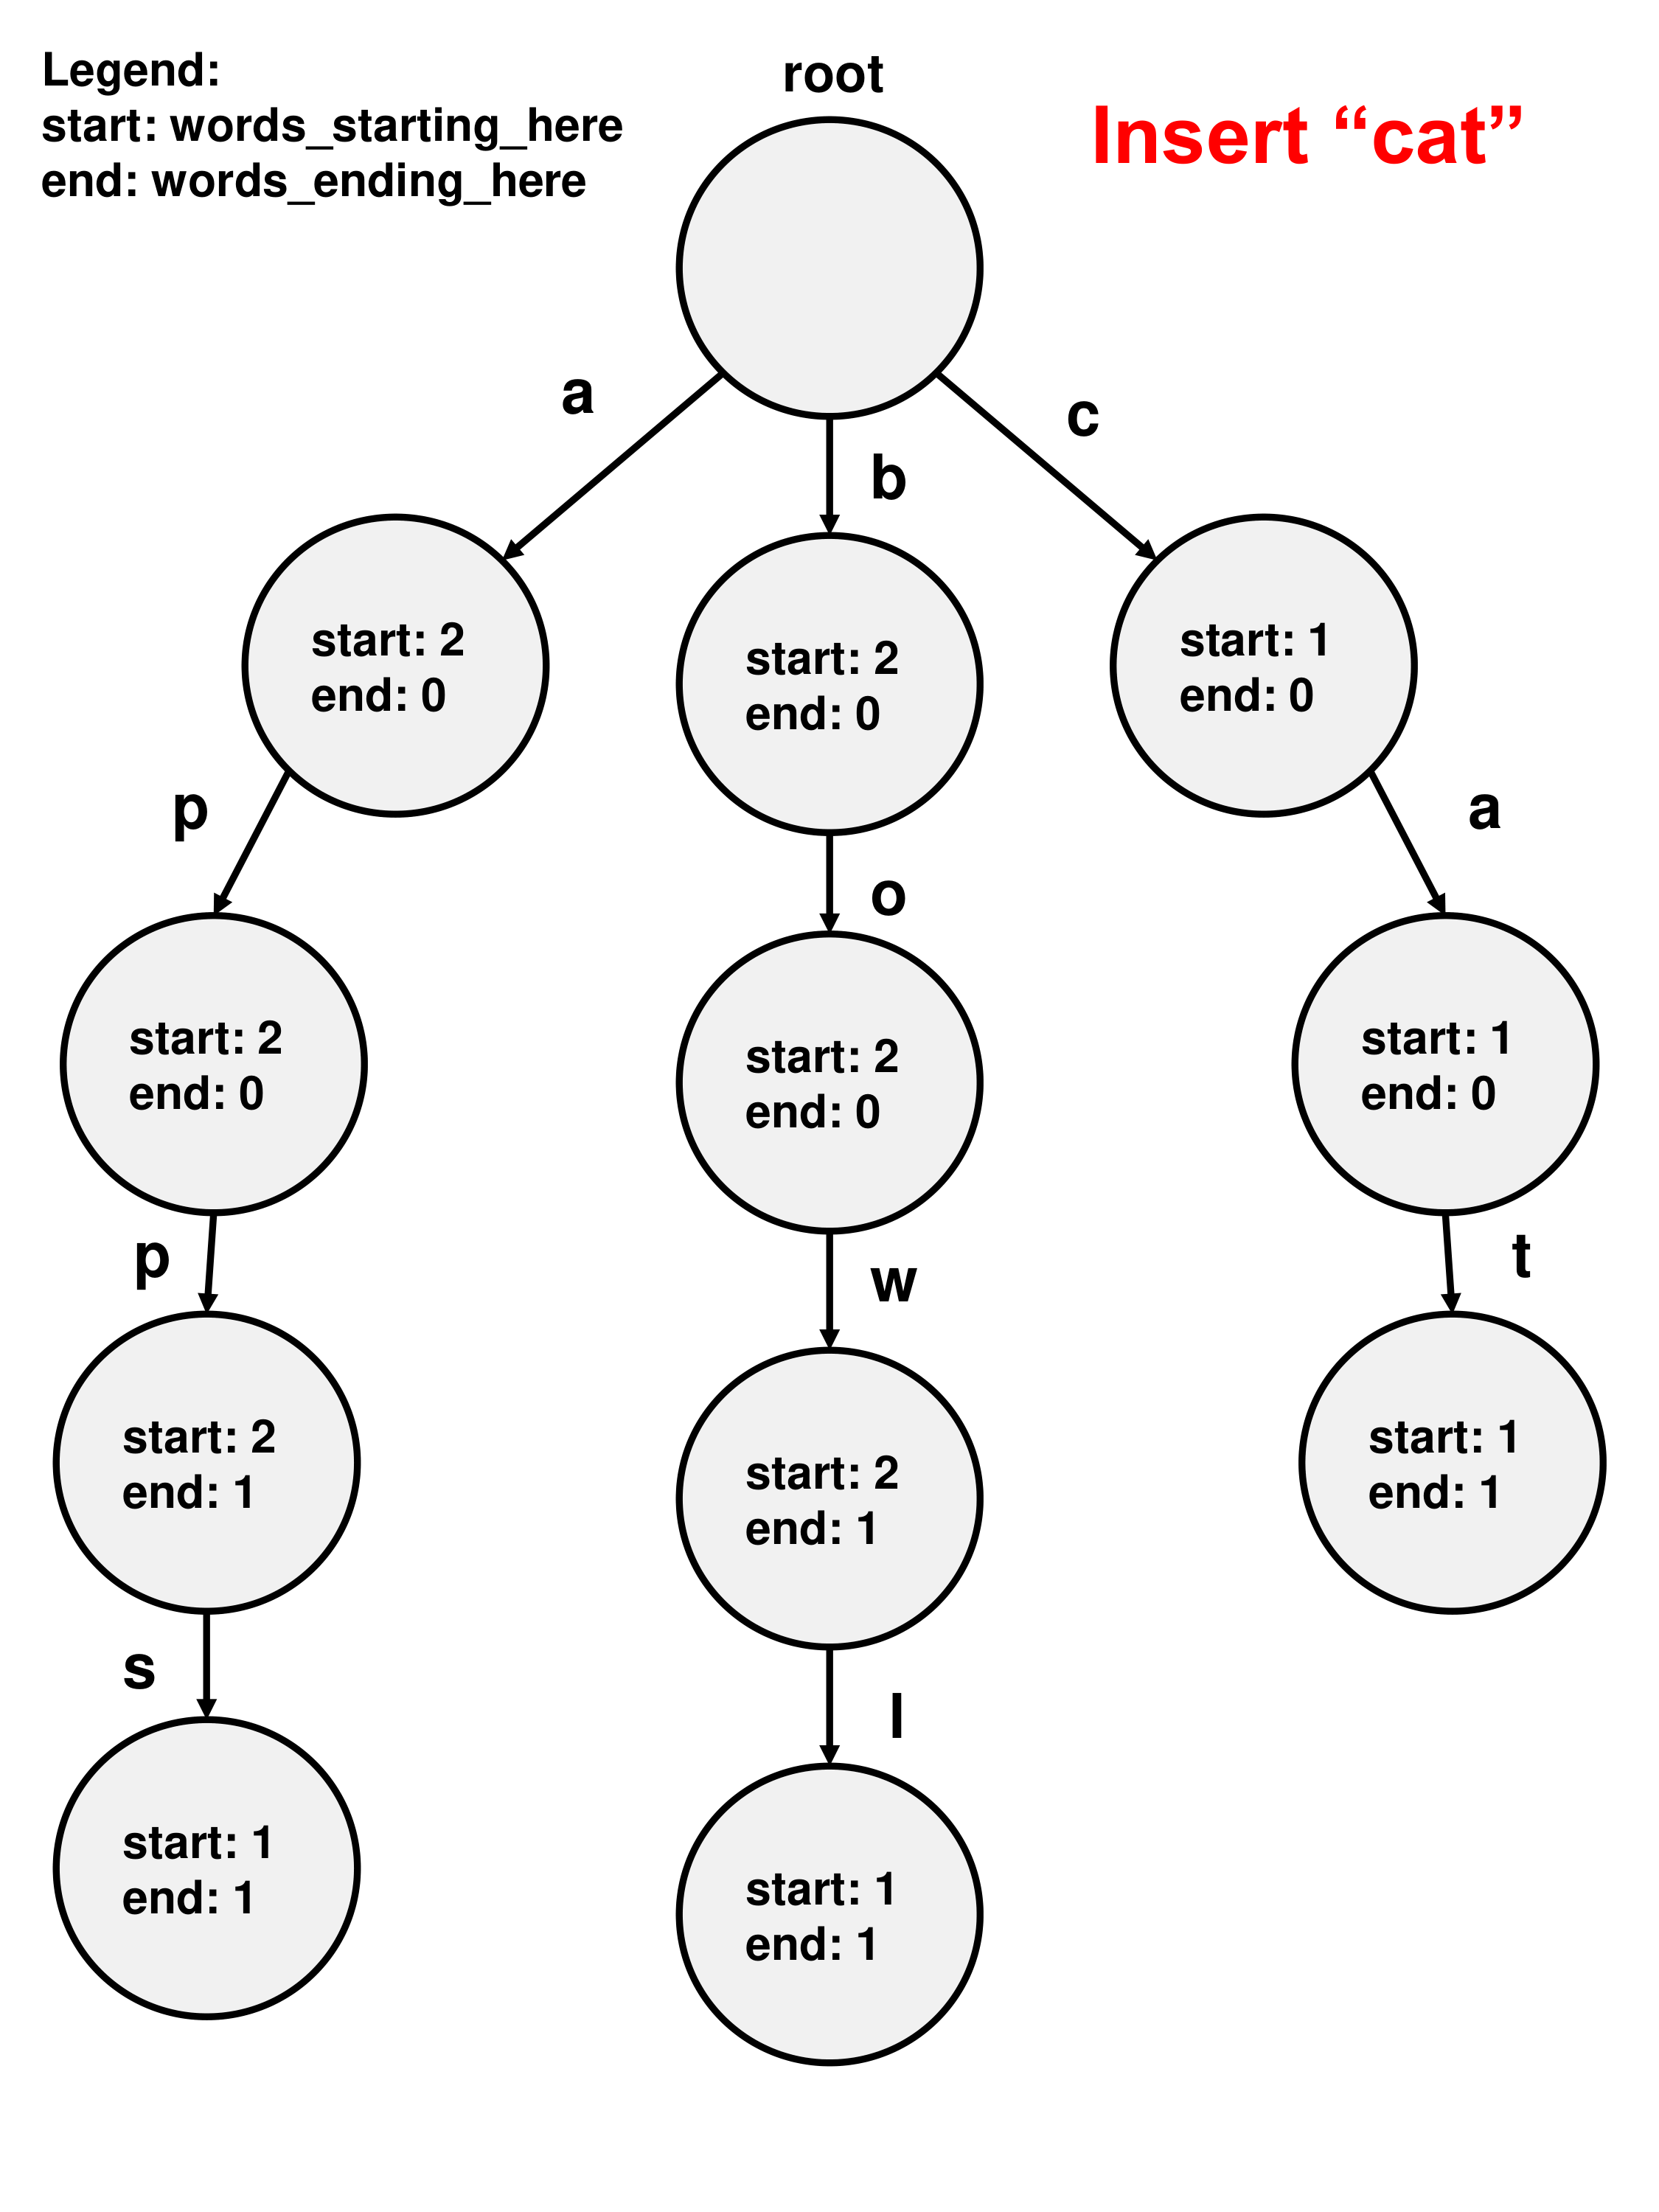 Legend:
start: words_starting_here
end: words_ending_here
root
Insert “cat”
a
b
c
start: 2
end: 0
start: 2
end: 0
start: 1
end: 0
p
o
a
start: 2
end: 0
start: 2
end: 0
start: 1
end: 0
p
w
t
start: 2
end: 1
start: 2
end: 1
start: 1
end: 1
s
l
start: 1
end: 1
start: 1
end: 1